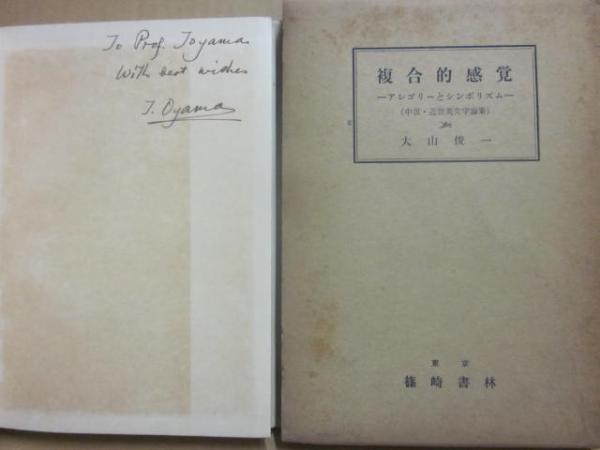 To Prof. Toyama
With best wishes
T. Oyama
複合的感覚
—アレゴリーとシンボリズム—
（中世・近世英文学論集）
大山俊一
東京
篠崎書林